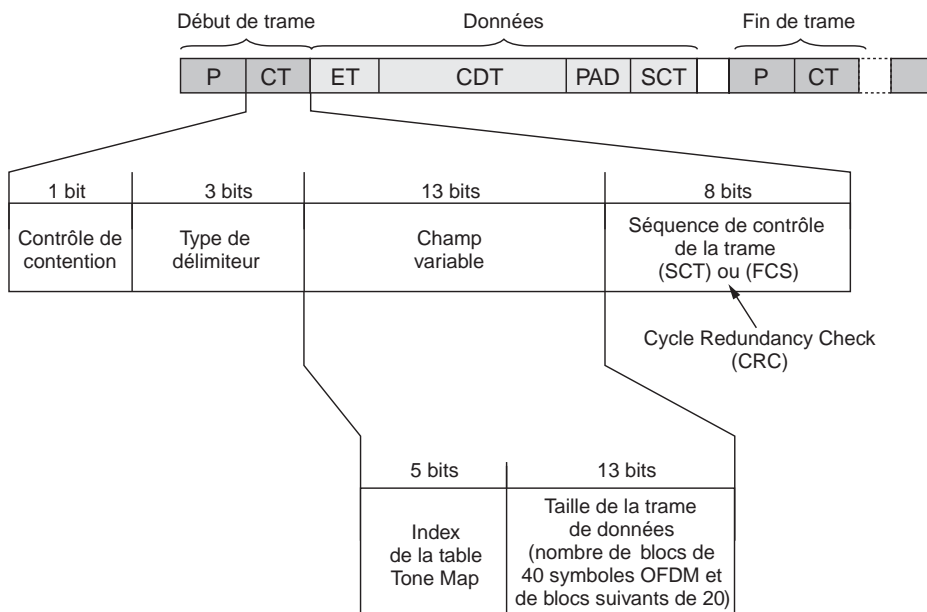 Début de trame Données Fin de trame
P CT ET CDT PAD SCT P CT
1 bit 3 bits 13 bits 8 bits
Contrôle de
contention
Type de
délimiteur
Champ
variable
Séquence de contrôle
de la trame
(SCT) ou (FCS)
Cycle Redundancy Check
(CRC)
5 bits 13 bits
Index
de la table
Tone Map
Taille de la trame
de données
(nombre de blocs de
40 symboles OFDM et
de blocs suivants de 20)